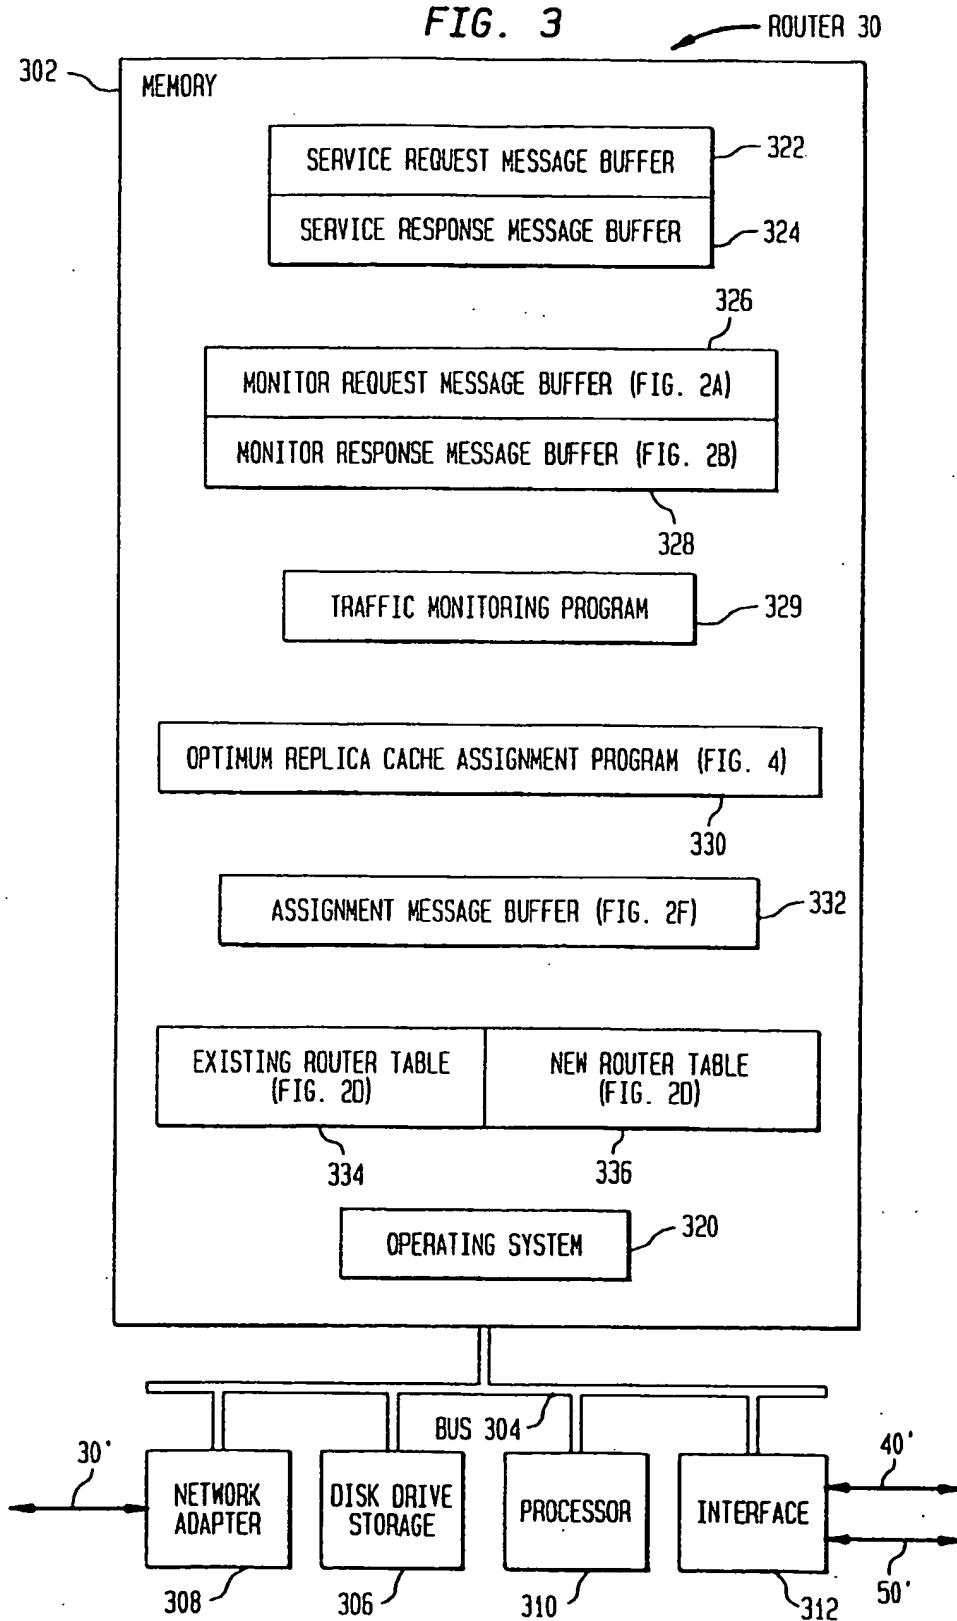 FIG. 3
ROUTER 30
302
MEMORY
SERVICE REQUEST MESSAGE BUFFER
322
SERVICE RESPONSE MESSAGE BUFFER
324
326
MONITOR REQUEST MESSAGE BUFFER (FIG. 2A)
MONITOR RESPONSE MESSAGE BUFFER (FIG. 2B)
328
TRAFFIC MONITORING PROGRAM
329
OPTIMUM REPLICA CACHE ASSIGNMENT PROGRAM (FIG. 4)
330
ASSIGNMENT MESSAGE BUFFER (FIG. 2F)
332
EXISTING ROUTER TABLE
(FIG. 2D)
NEW ROUTER TABLE
(FIG. 2D)
334
336
OPERATING SYSTEM
320
BUS 304
30'
NETWORK
ADAPTER
DISK DRIVE
STORAGE
PROCESSOR
INTERFACE
40'
50'
308
306
310
312